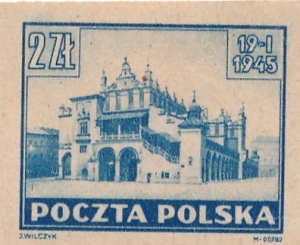 2 ZŁ
19-I
1945
POCZTA POLSKA
J.WILCZYK